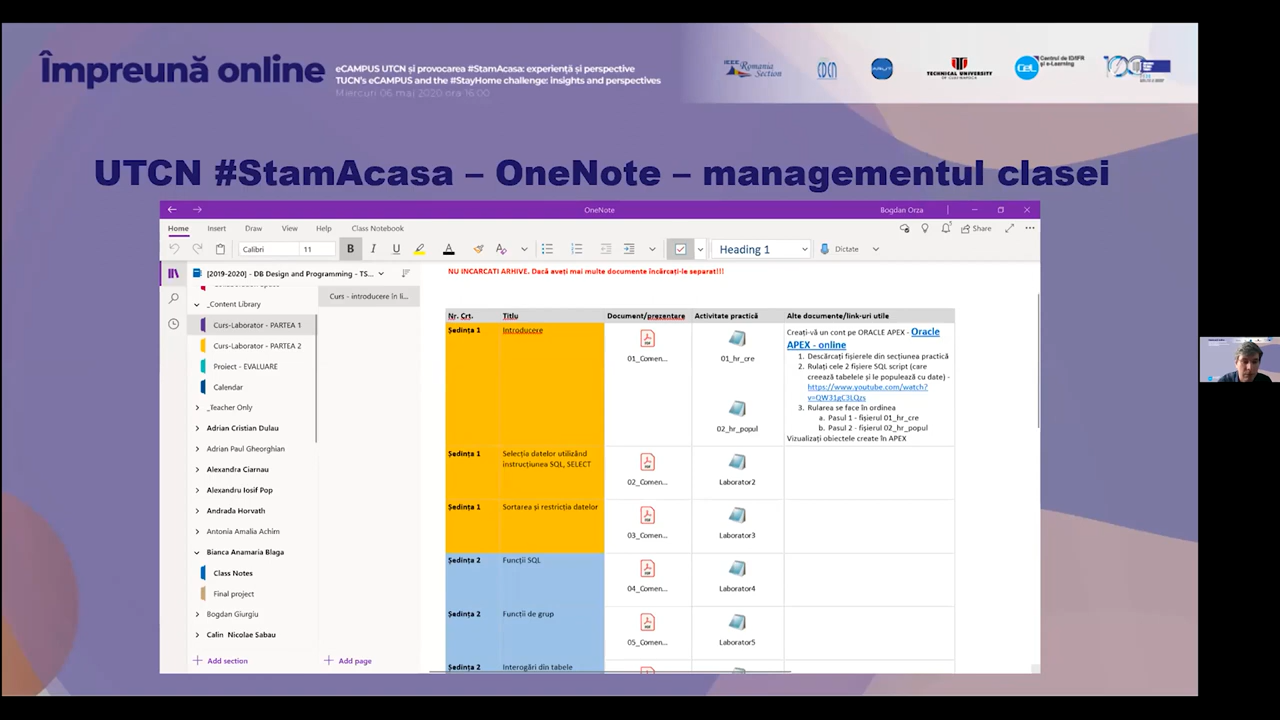 Împreună online
eCAMPUS UTCN și provocarea #StamAcasa: experiență și perspective
TUCN's eCAMPUS and the #StayHome challenge: insights and perspectives
Miercuri 06 mai 2020 ora 16:00
IEEE Romania Section
TECHNICAL UNIVERSITY
Centrul de ID/IFR
și e-Learning
UTCN #StamAcasa – OneNote – managementul clasei
OneNote
Bogdan Orza
Home Insert Draw View Help Class Notebook
Share
Calibri 11 B I U A Heading 1 Dictate
[2019-2020] - DB Design and Programming - TS...
_Content Library
Curs-Laborator - PARTEA 1
Curs-Laborator - PARTEA 2
Proiect - EVALUARE
Calendar
_Teacher Only
Adrian Cristian Dulau
Adrian Paul Gheorghian
Alexandra Ciarnau
Alexandru Iosif Pop
Andrada Horvath
Antonia Amalia Achim
Bianca Anamaria Blaga
Class Notes
Final project
Bogdan Giurgiu
Calin Nicolae Sabau
+ Add section
Curs - introducere în li...
+ Add page
NU INCARCATI ARHIVE. Dacă aveți mai multe documente încărcați-le separat!!!
Nr. Crt. Titlu Document/prezentare Activitate practică Alte documente/link-uri utile
Ședința 1 Introducere 01_Comen... 01_hr_cre
02_hr_popul
Creați-vă un cont pe ORACLE APEX - Oracle
APEX - online
1. Descărcați fișierele din secțiunea practică
2. Rulați cele 2 fișiere SQL script (care
creează tabelele și le populează cu date) -
https://www.youtube.com/watch?
v=QW31gC3LQzs
3. Rularea se face în ordinea
a. Pasul 1 - fișierul 01_hr_cre
b. Pasul 2 - fișierul 02_hr_popul
Vizualizați obiectele create în APEX
Ședința 1 Selecția datelor utilizând
instrucțiunea SQL, SELECT
02_Comen... Laborator2
Ședința 1 Sortarea și restricția datelor
03_Comen... Laborator3
Ședința 2 Funcții SQL
04_Comen... Laborator4
Ședința 2 Funcții de grup
05_Comen... Laborator5
Ședința 2 Interogări din tabele